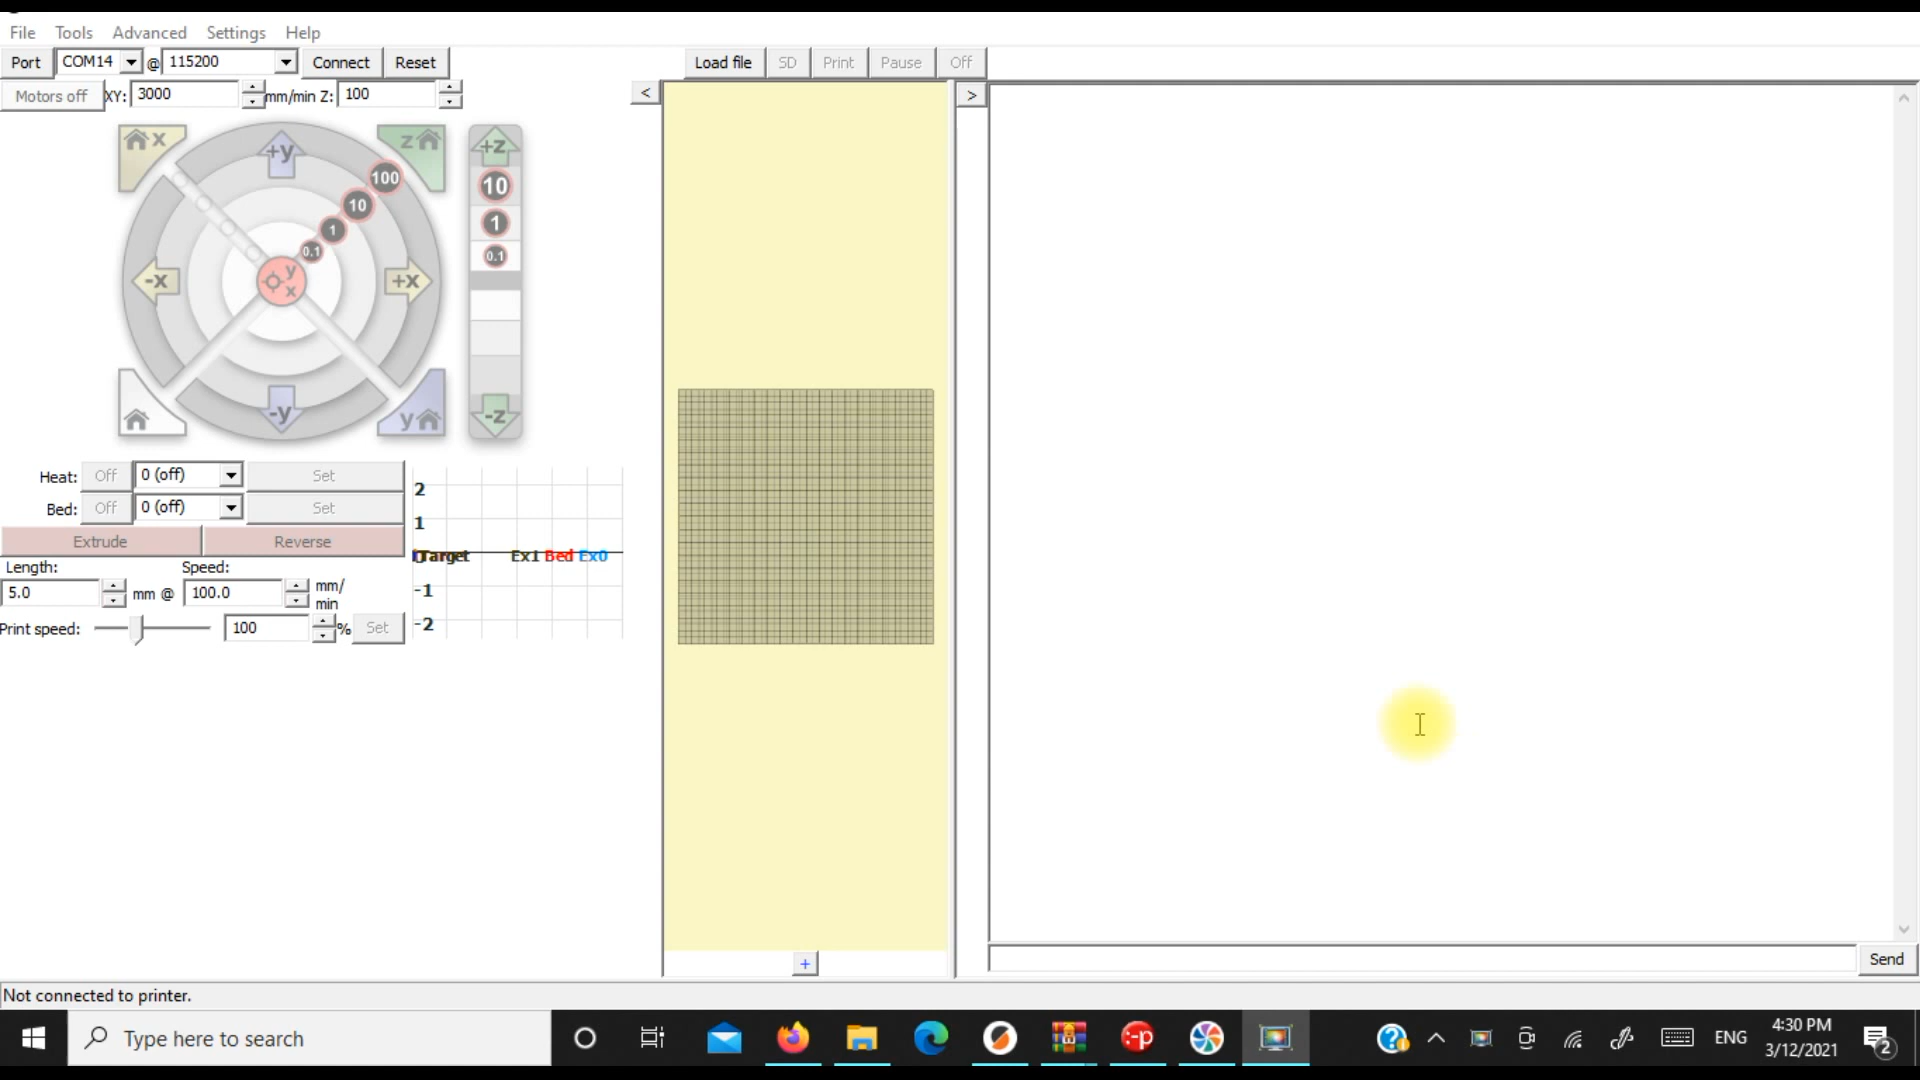 File Tools Advanced Settings Help
Port COM14 @ 115200 Connect Reset Load file SD Print Pause Off
Motors off XY: 3000 mm/min Z: 100 < >
x +y z +z
100 10 1 0.1
10 1 0.1
-x y x +x
-y y -z
Heat: Off 0 (off) Set
Bed: Off 0 (off) Set
Extrude Reverse
Length: Speed:
5.0 mm @ 100.0 mm/
min
Print speed: 100 % Set
2
1
Target Ex1 Bed Ex0
-1
-2
+
Send
Not connected to printer.
Type here to search
:-p
ENG
4:30 PM
3/12/2021
2